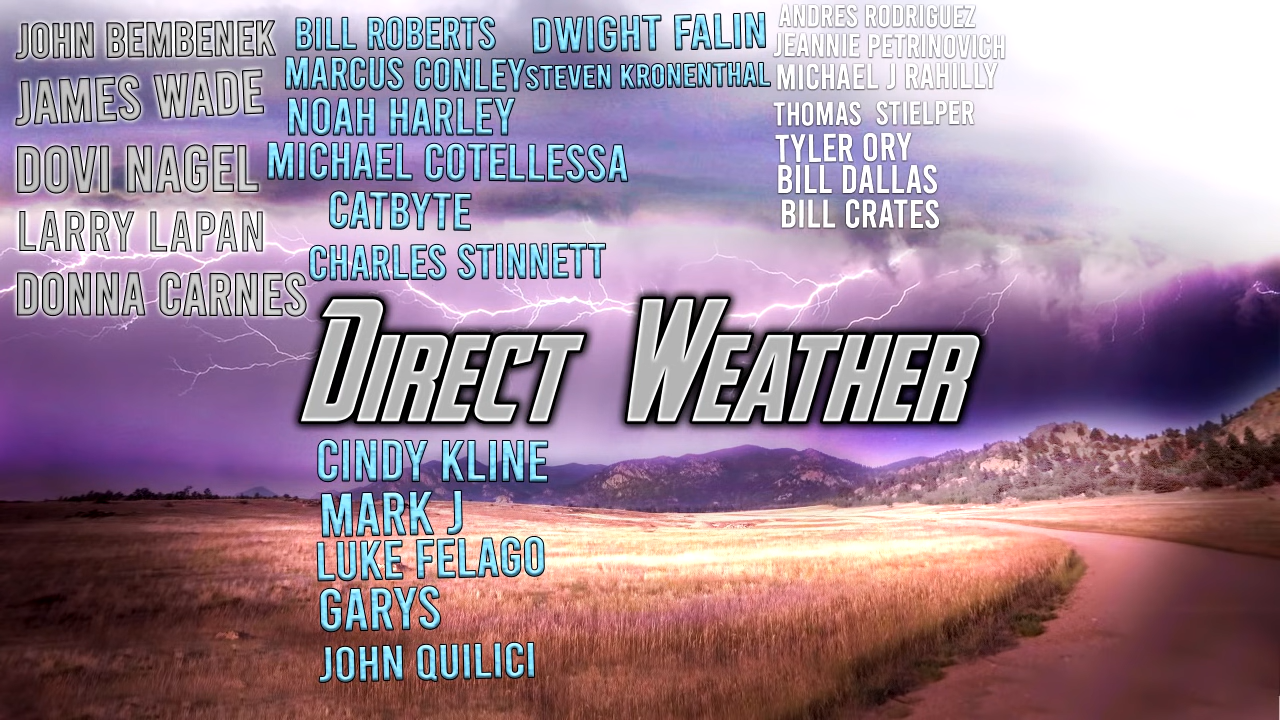 JOHN BEMBENEK
JAMES WADE
DOVI NAGEL
LARRY LAPAN
DONNA CARNES
BILL ROBERTS
MARCUS CONLEY
NOAH HARLEY
MICHAEL COTELLESSA
CATBYTE
CHARLES STINNETT
DWIGHT FALIN
STEVEN KRONENTHAL
ANDRES RODRIGUEZ
JEANNIE PETRINOVICH
MICHAEL J RAHILLY
THOMAS STIELPER
TYLER ORY
BILL DALLAS
BILL CRATES
DIRECT WEATHER
CINDY KLINE
MARK J
LUKE FELAGO
GARYS
JOHN QUILICI